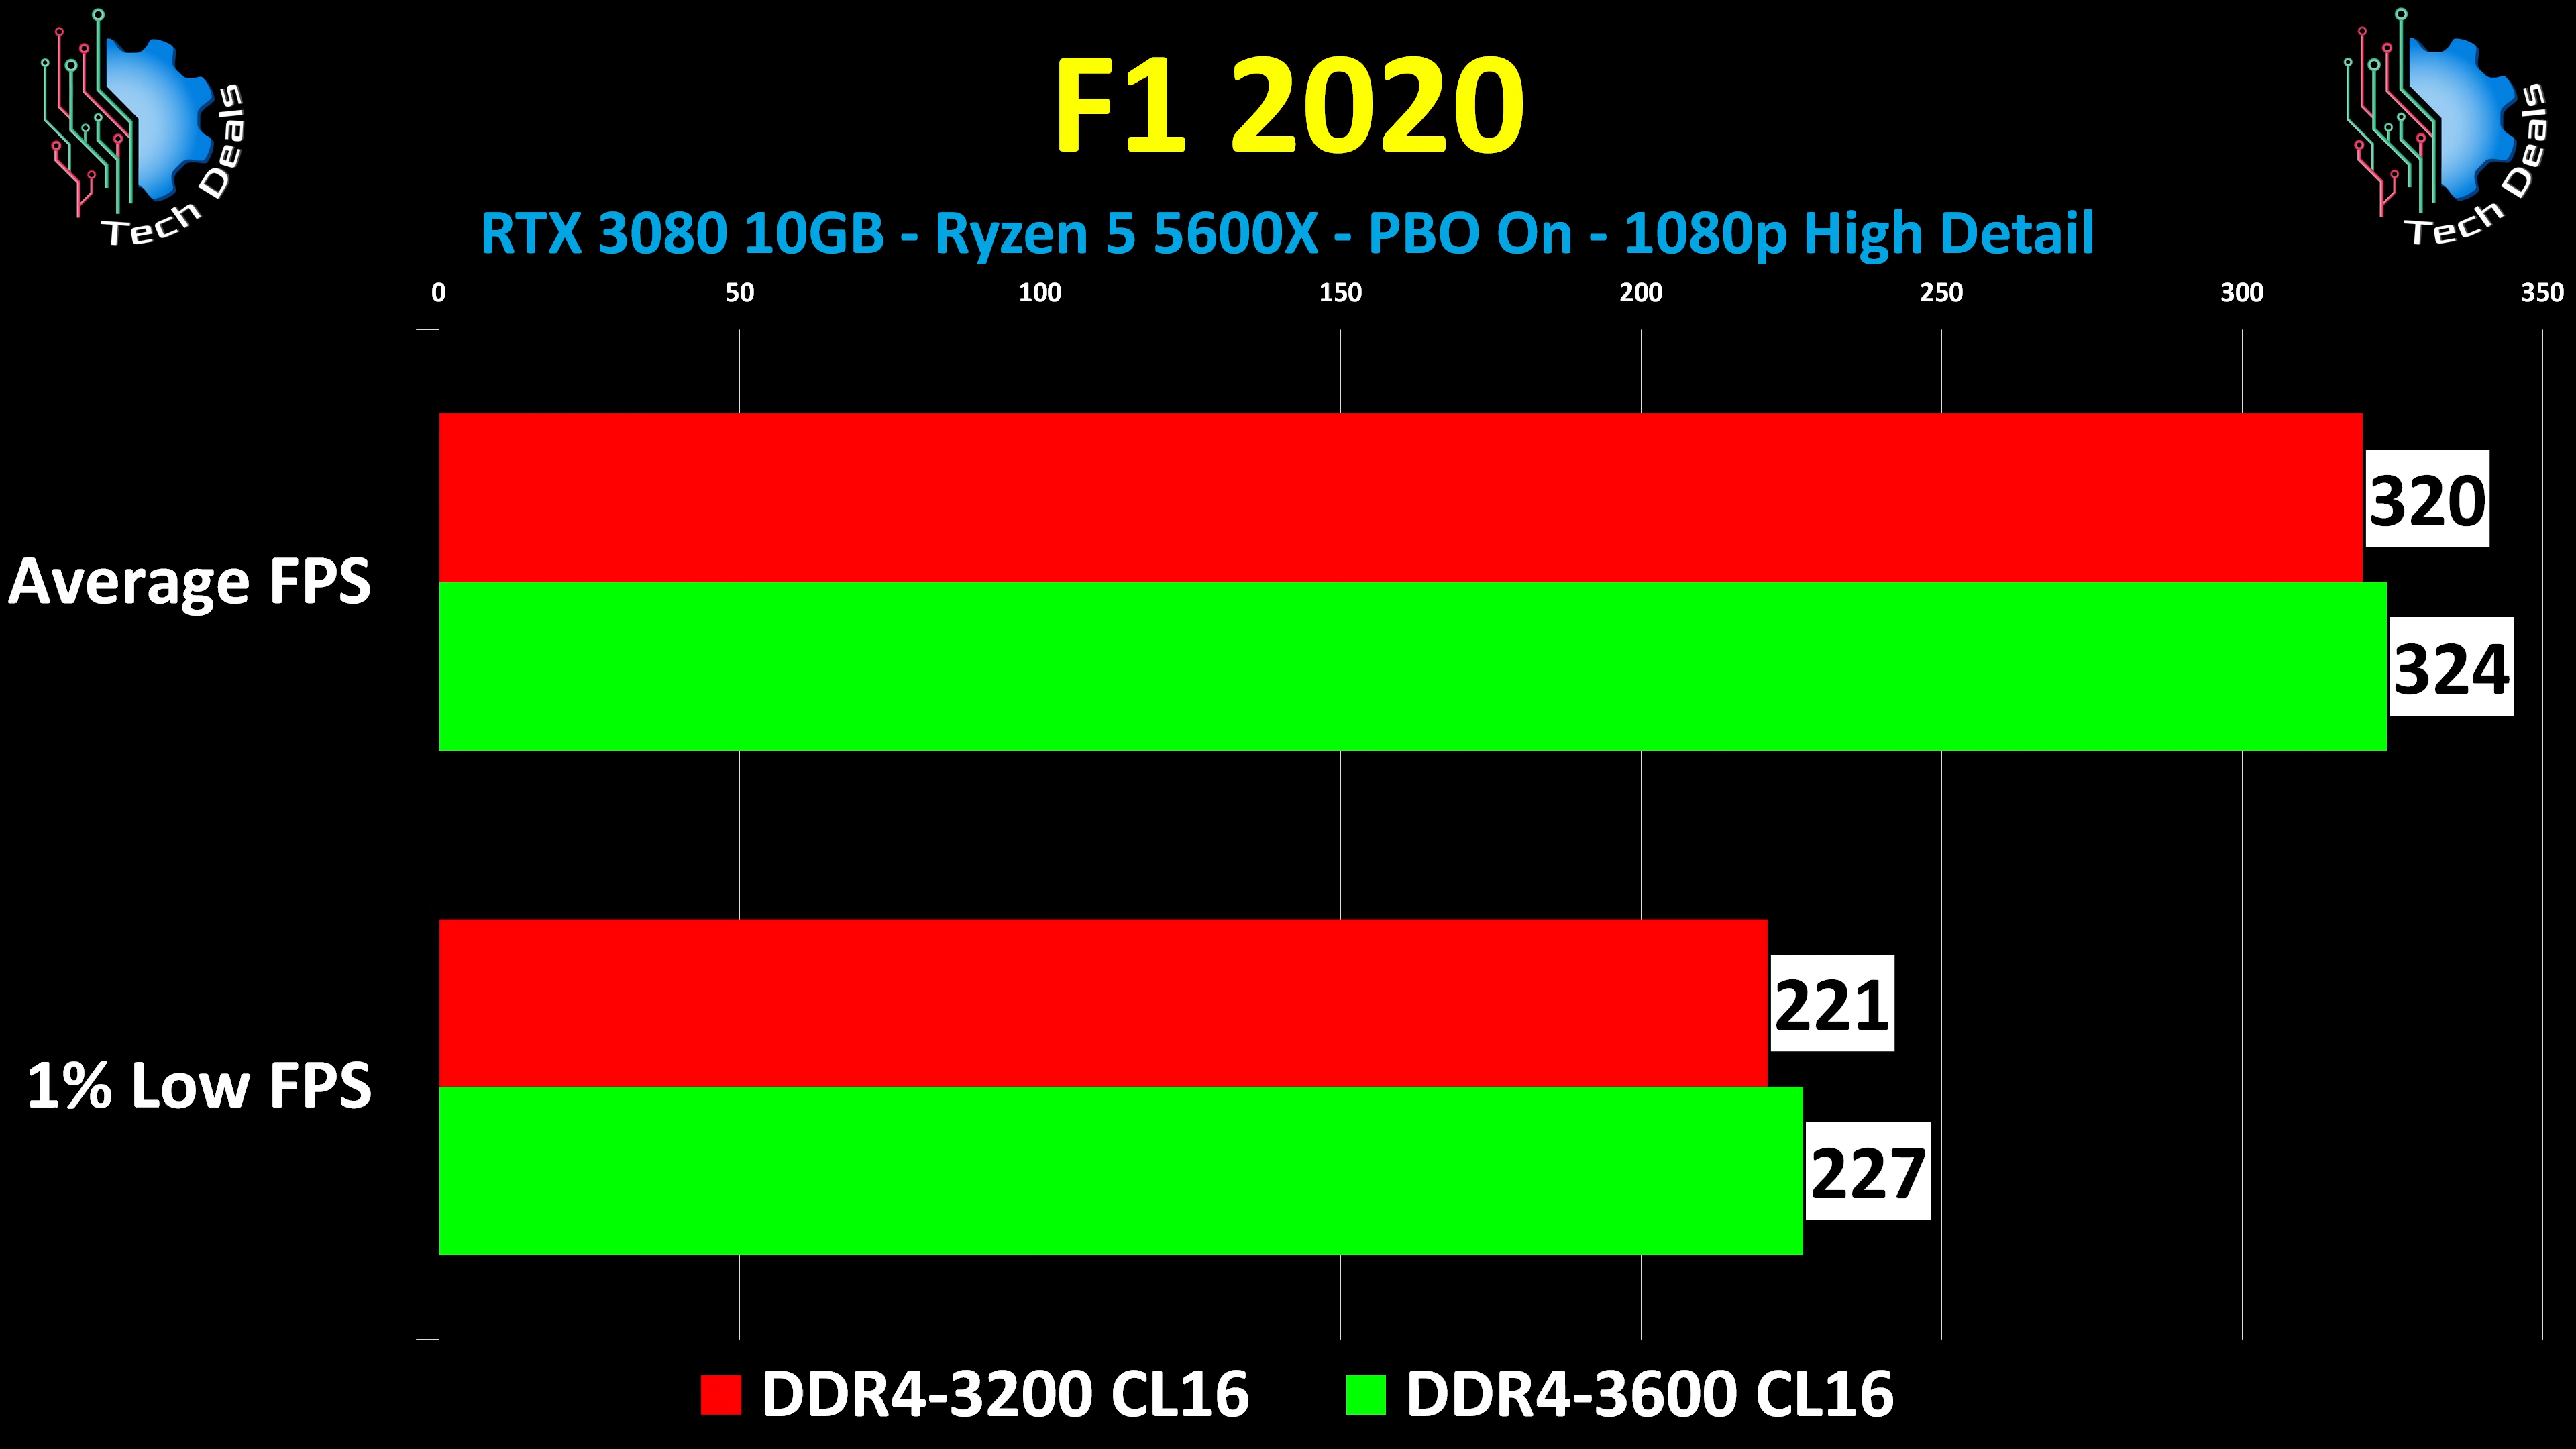 Tech Deals
F1 2020
Tech Deals
RTX 3080 10GB - Ryzen 5 5600X - PBO On - 1080p High Detail
0 50 100 150 200 250 300 350
Average FPS
320
324
1% Low FPS
221
227
DDR4-3200 CL16 DDR4-3600 CL16